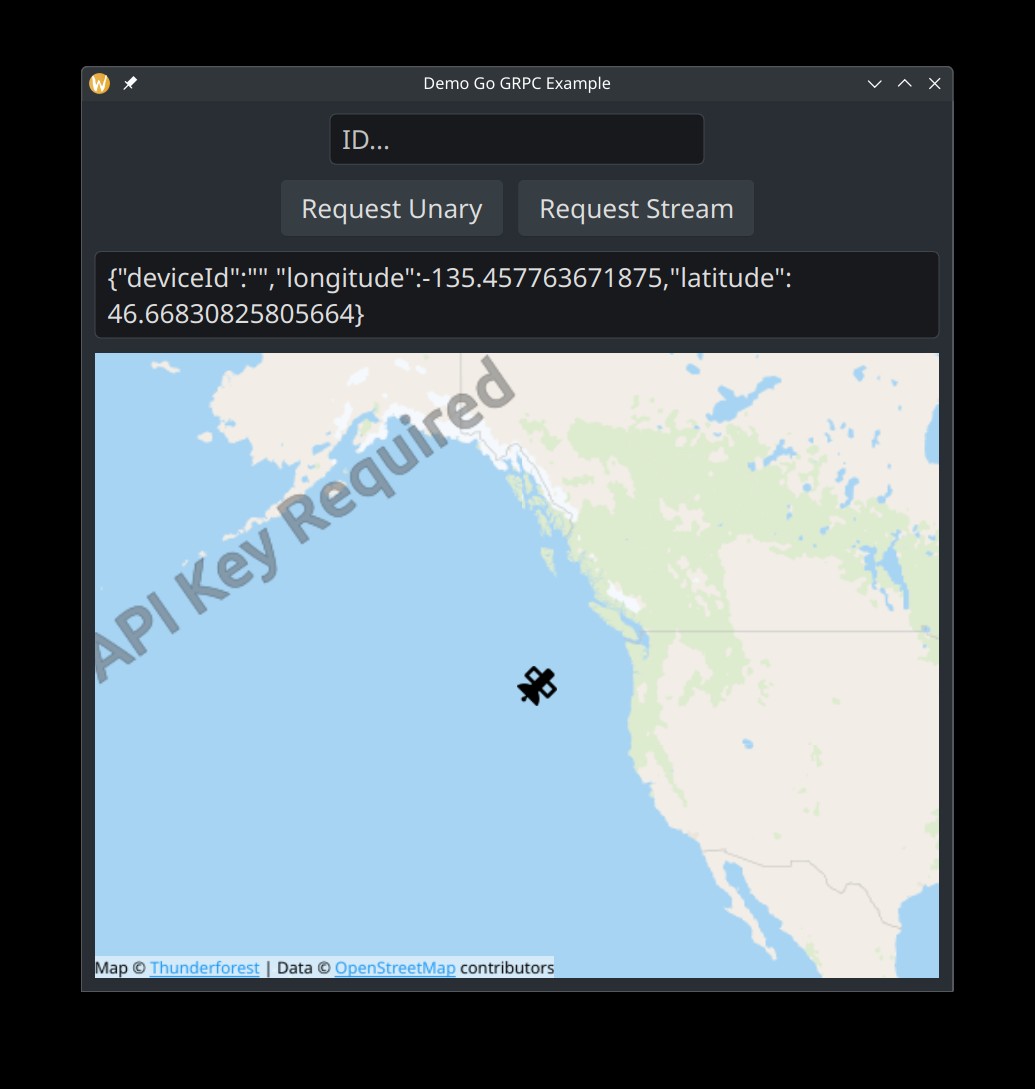 W
Demo Go GRPC Example
ID...
Request Unary
Request Stream
{"deviceId":"","longitude":-135.457763671875,"latitude":
46.66830825805664}
API Key Required
Map © Thunderforest | Data © OpenStreetMap contributors